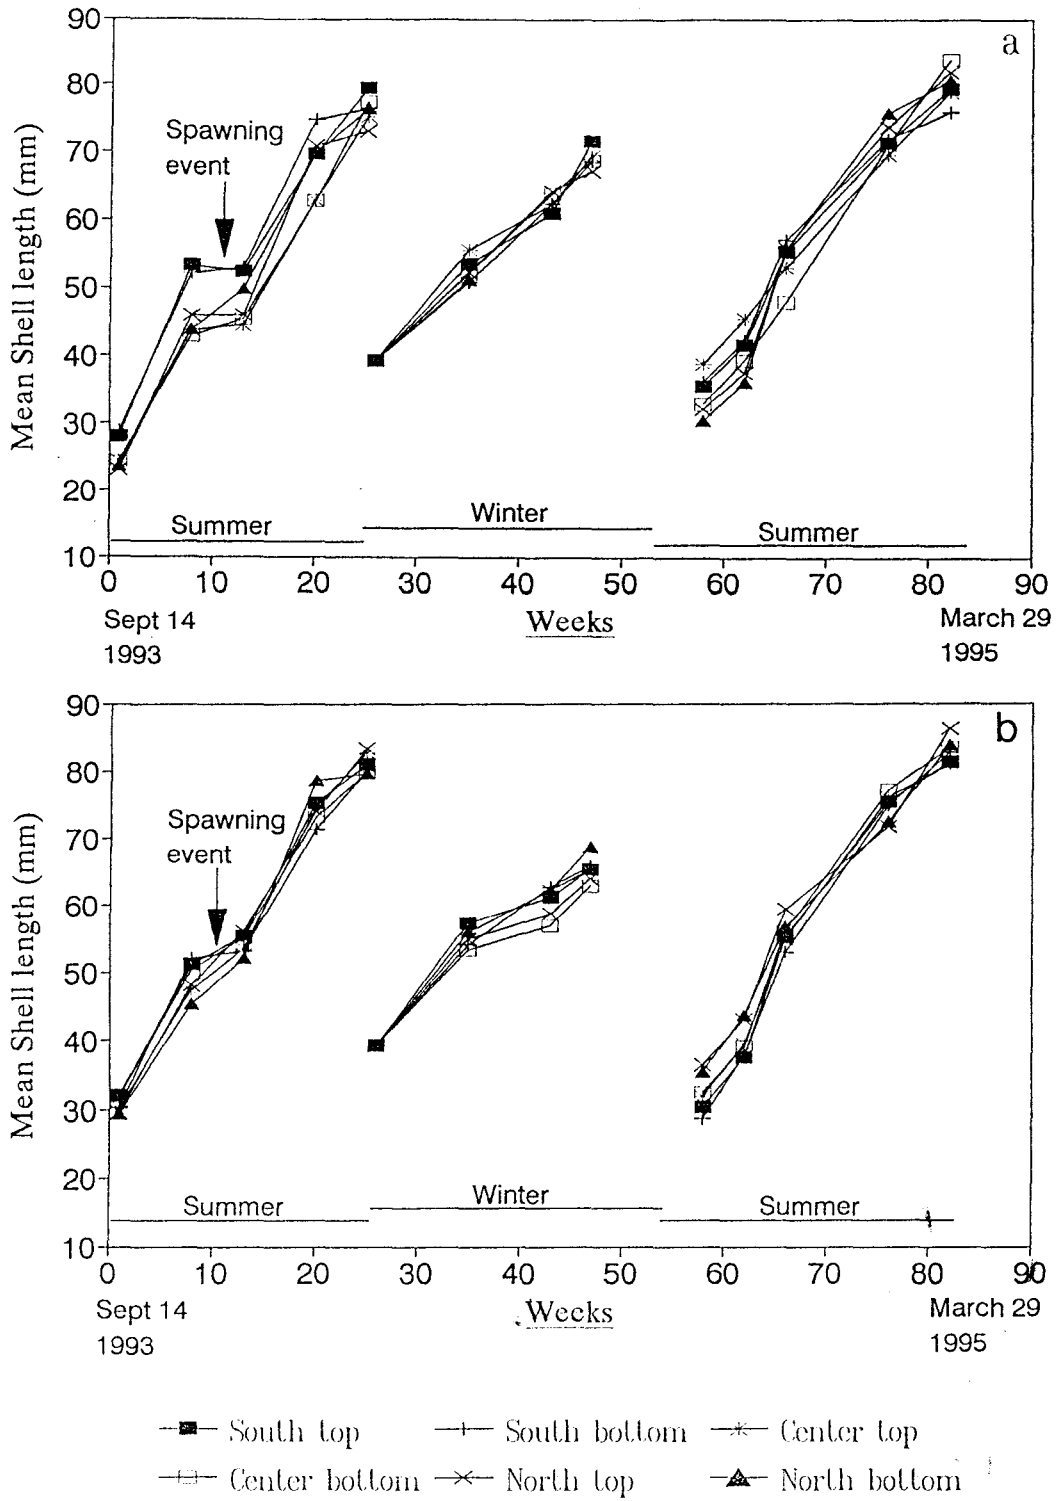 a
90
80
70
60
50
40
30
20
10
Mean Shell length (mm)
Spawning
event
Summer
Winter
Summer
0 10 20 30 40 50 60 70 80 90
Sept 14
1993
Weeks
March 29
1995
b
90
80
70
60
50
40
30
20
10
Mean Shell length (mm)
Spawning
event
Summer
Winter
Summer
0 10 20 30 40 50 60 70 80 90
Sept 14
1993
Weeks
March 29
1995
South top South bottom Center top
Center bottom North top North bottom